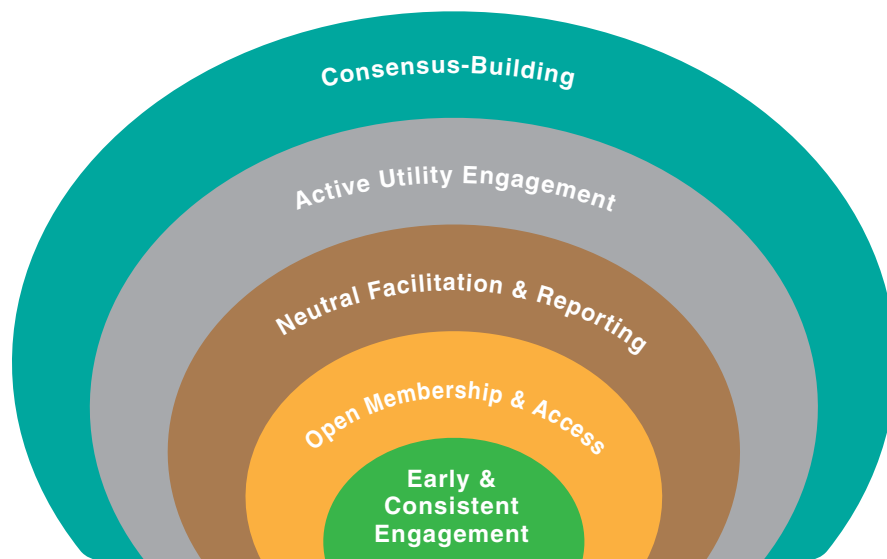 Consensus-Building
Active Utility Engagement
Neutral Facilitation & Reporting
Open Membership & Access
Early &
Consistent
Engagement